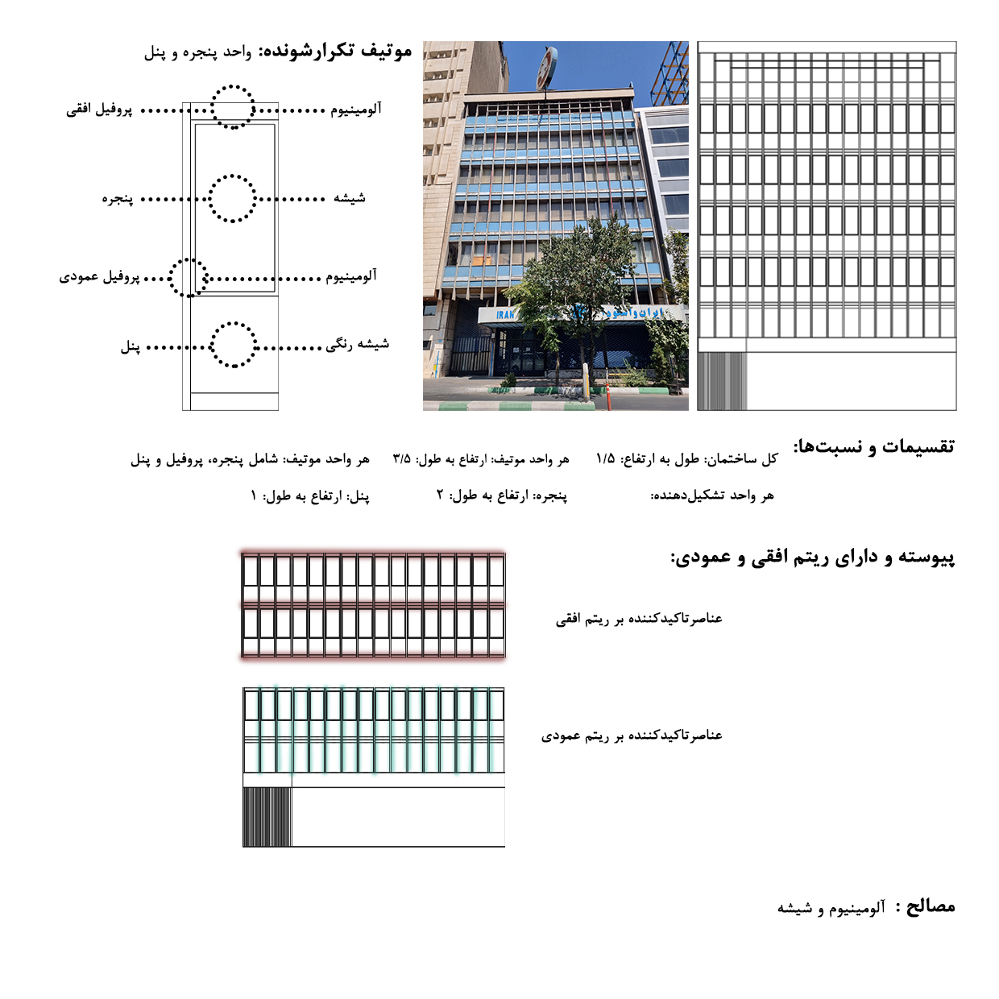 موتیف تکرارشونده: واحد پنجره و پنل
آلومینیوم
پروفیل افقی
شیشه
پنجره
آلومینیوم
پروفیل عمودی
شیشه رنگی
پنل
IRAN
تقسیمات و نسبت‌ها:
کل ساختمان: طول به ارتفاع: ۱/۵
هر واحد موتیف: ارتفاع به طول: ۳/۵
هر واحد موتیف: شامل پنجره، پروفیل و پنل
هر واحد تشکیل‌دهنده:
پنجره: ارتفاع به طول: ۲
پنل: ارتفاع به طول: ۱
پیوسته و دارای ریتم افقی و عمودی:
عناصرتاکیدکننده بر ریتم افقی
عناصرتاکیدکننده بر ریتم عمودی
مصالح : آلومینیوم و شیشه